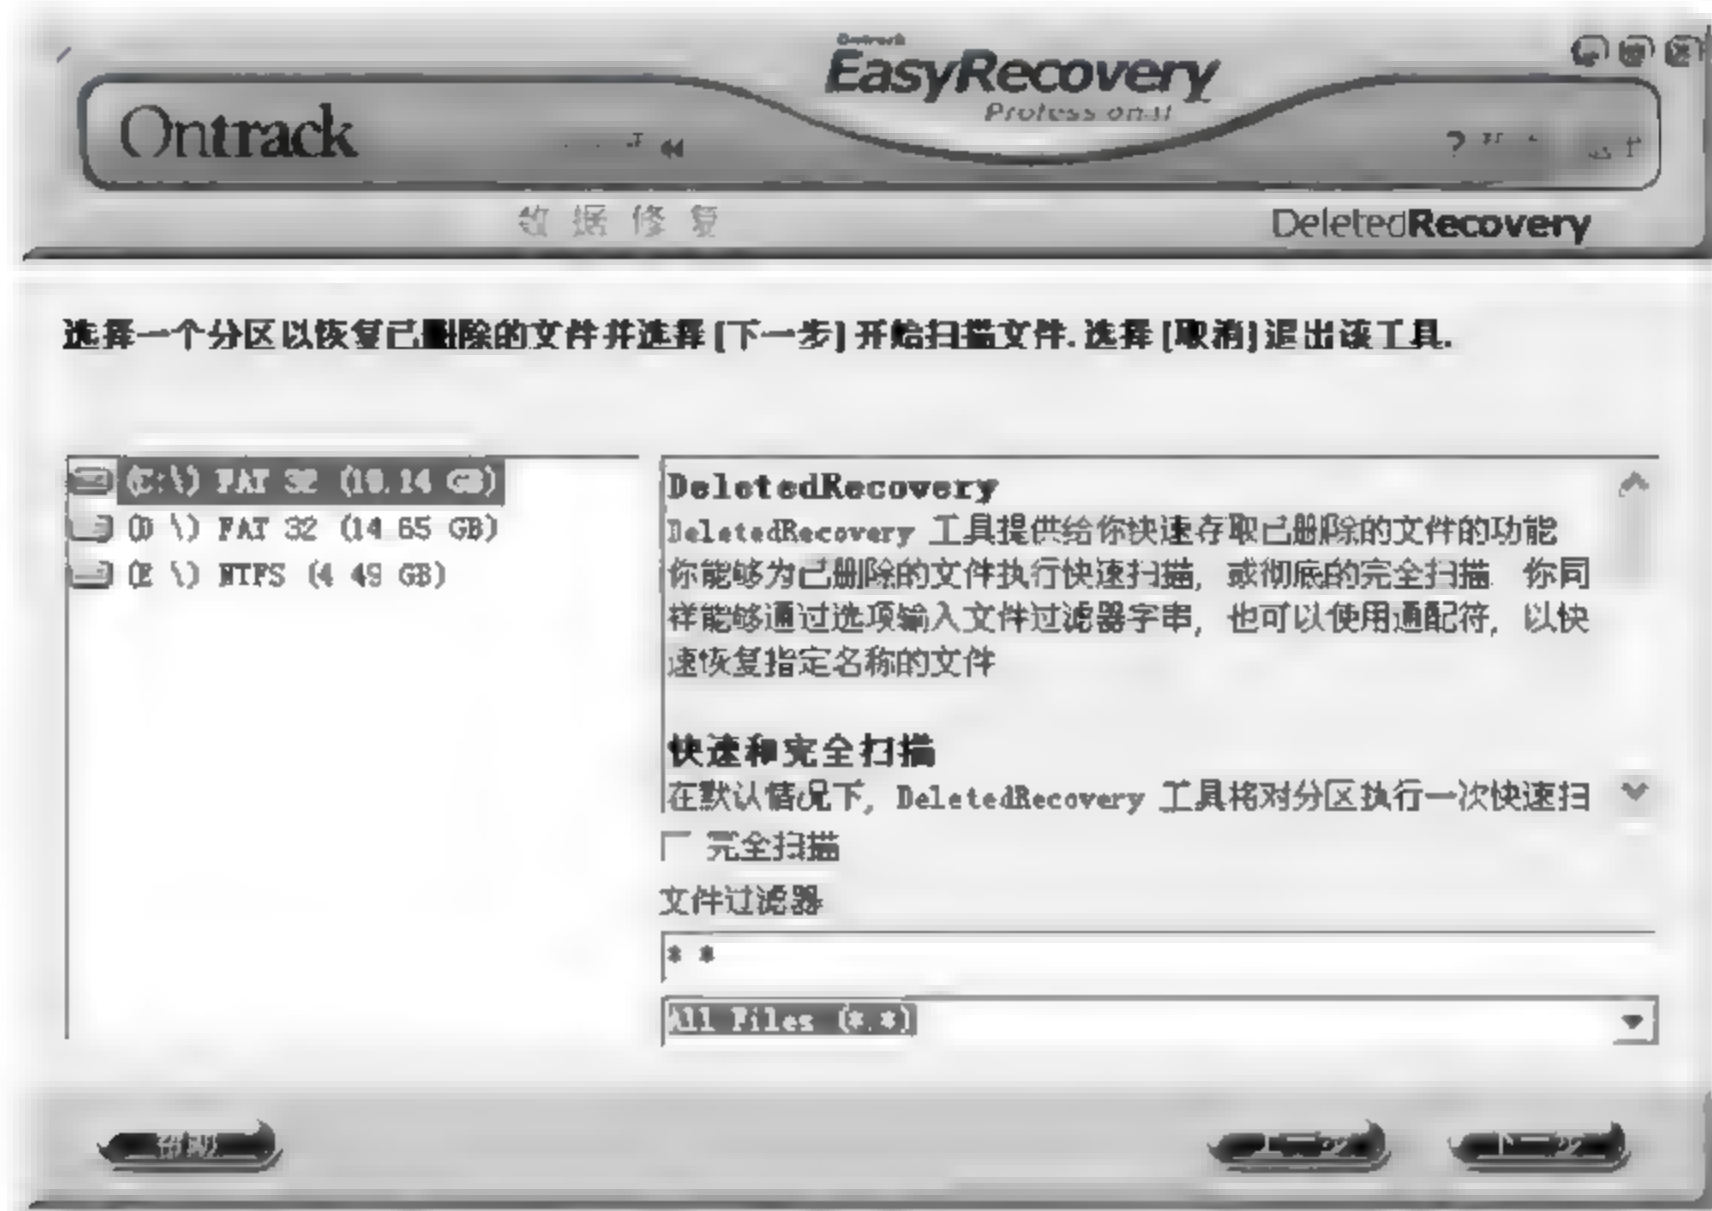 Ontrack
EasyRecovery
Professional
Ontrack
?
数据修复
DeletedRecovery
选择一个分区以恢复已删除的文件并选择 [下一步] 开始扫描文件. 选择 [取消] 退出该工具.
(C:\) FAT 32 (10.14 GB)
(D \) FAT 32 (14 65 GB)
(E \) NTFS (4 49 GB)
DeletedRecovery
DeletedRecovery 工具提供给你快速存取已删除的文件的功能
你能够为已删除的文件执行快速扫描, 或彻底的完全扫描 你同
样能够通过选项输入文件过滤器字串, 也可以使用通配符, 以快
速恢复指定名称的文件
快速和完全扫描
在默认情况下, DeletedRecovery 工具将对分区执行一次快速扫
完全扫描
文件过滤器
* *
All Files (*.*)
上一步
下一步